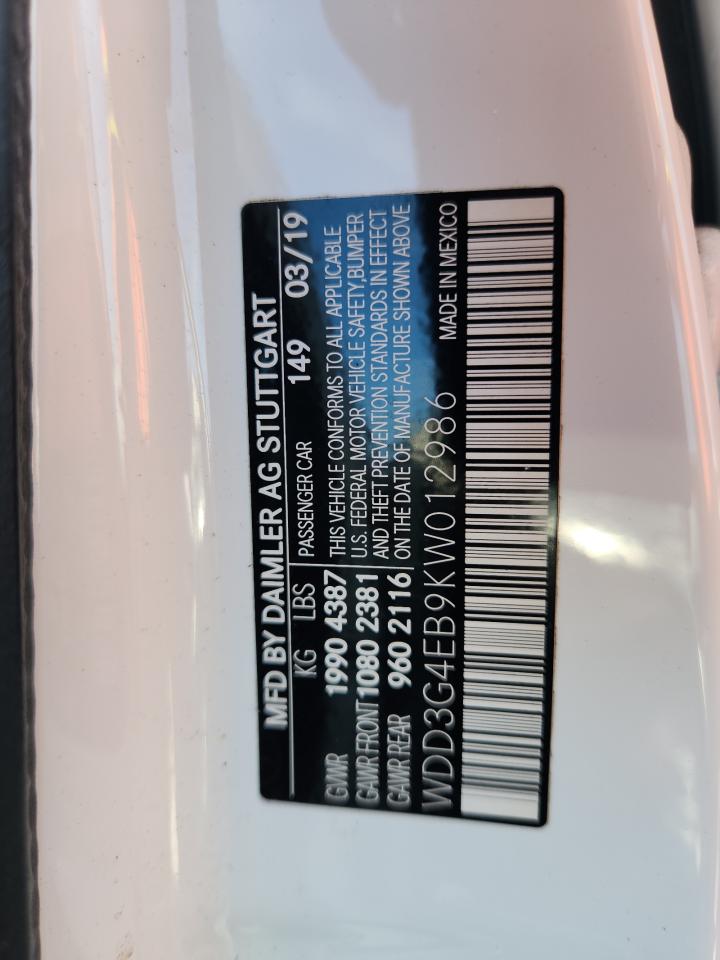 MFD BY DAIMLER AG STUTTGART
KG LBS PASSENGER CAR 149 03/19
GVWR 1990 4387 THIS VEHICLE CONFORMS TO ALL APPLICABLE
GAWR FRONT 1080 2381 U.S. FEDERAL MOTOR VEHICLE SAFETY, BUMPER
GAWR REAR 960 2116 AND THEFT PREVENTION STANDARDS IN EFFECT
ON THE DATE OF MANUFACTURE SHOWN ABOVE
WDD3G4EB9KW012986 MADE IN MEXICO